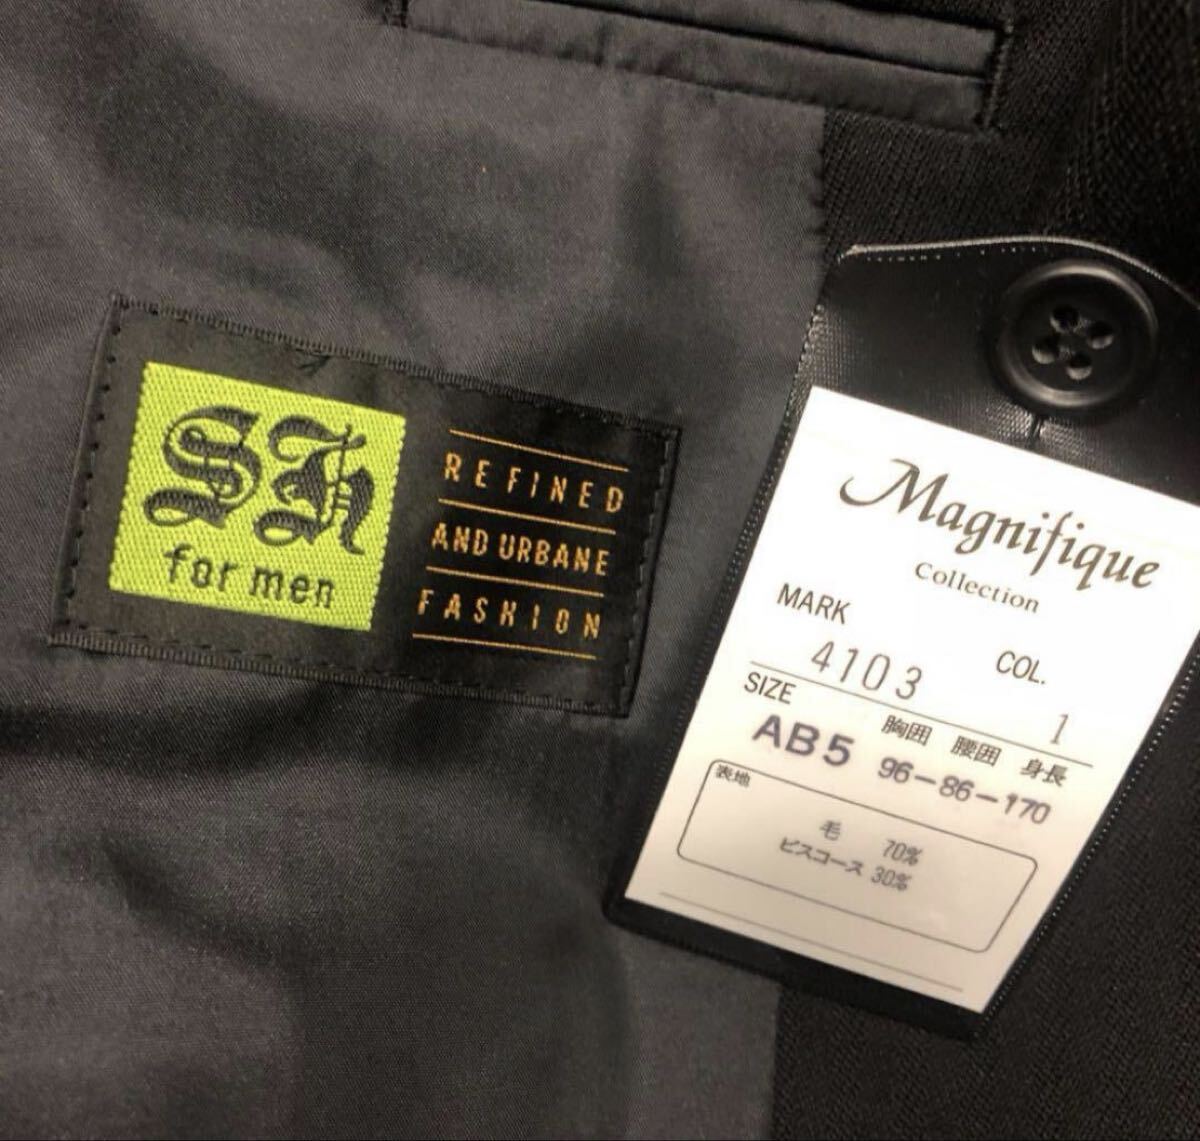 Sh
for men
REFINED
AND URBANE
FASHION
Magnifique
Collection
MARK
4103
COL.
1
SIZE
AB5
胸囲 腰囲 身長
96-86-170
表地
毛 70%
ビスコース 30%